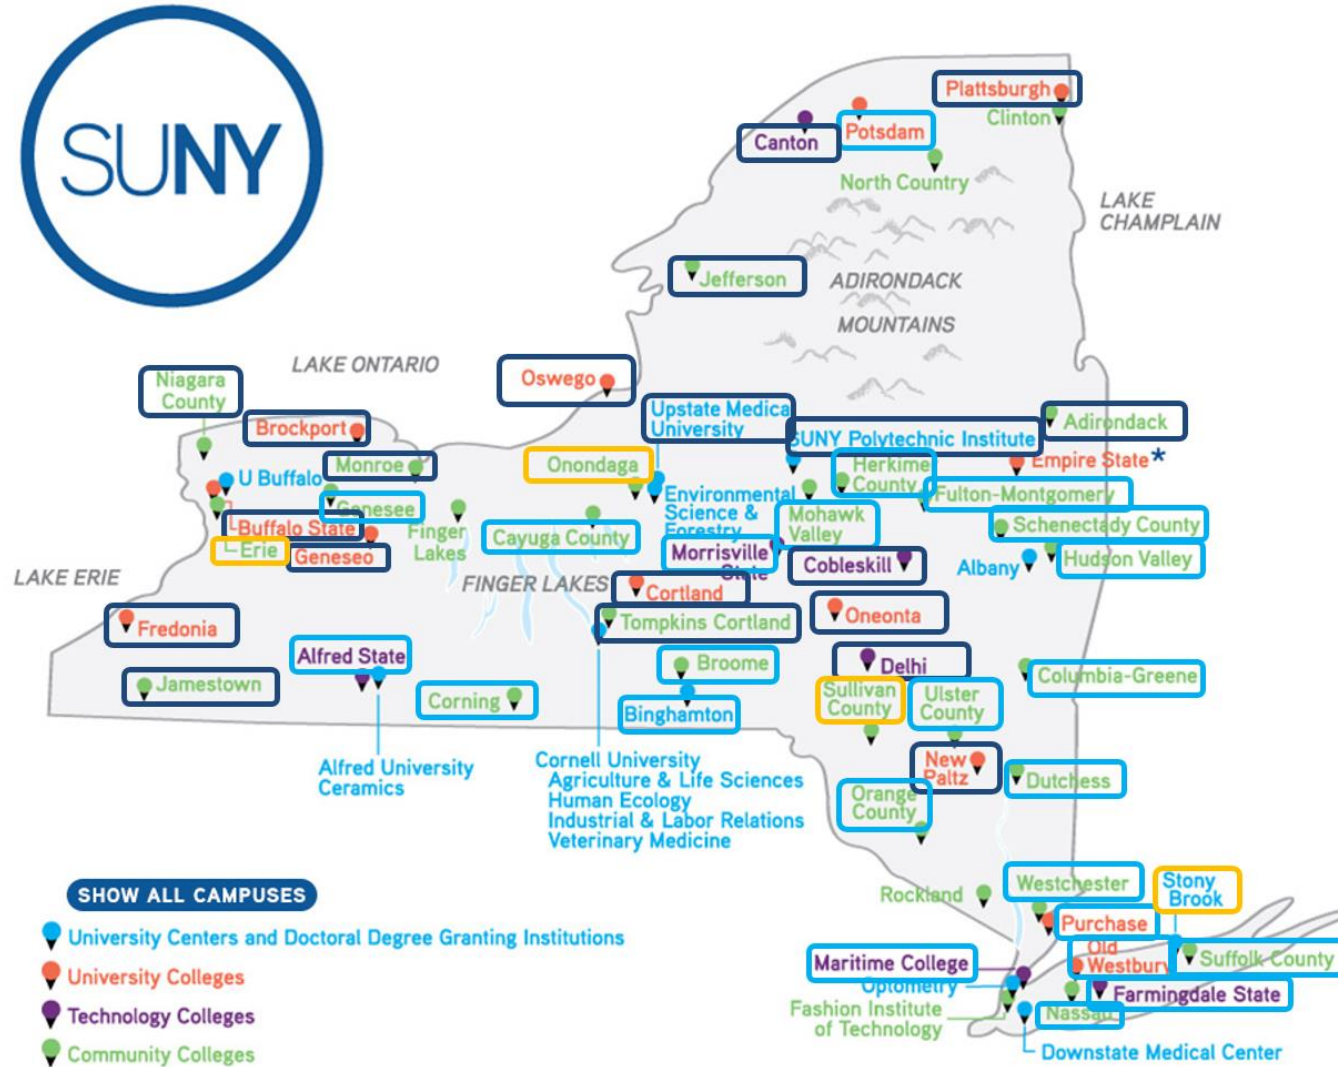 SUNY
Plattsburgh
Clinton
Canton
Potsdam
North Country
LAKE
CHAMPLAIN
Jefferson
ADIRONDACK
MOUNTAINS
LAKE ONTARIO
Niagara
County
Oswego
Brockport
Upstate Medica
University
SUNY Polytechnic Institute
Adirondack
Monroe
Onondaga
Herkime
County
Empire State*
U Buffalo
Genesee
Environmental
Science &
Forestry
Fulton-Montgomery
Mohawk
Valley
Schenectady County
Buffalo State
Erie
Geneseo
Finger
Lakes
Cayuga County
Morrisville
State
Cobleskill
Albany
Hudson Valley
LAKE ERIE
FINGER LAKES
Cortland
Tompkins Cortland
Oneonta
Fredonia
Alfred State
Broome
Delhi
Columbia-Greene
Jamestown
Corning
Binghamton
Sullivan
County
Ulster
County
New
Paltz
Dutchess
Alfred University
Ceramics
Cornell University
Agriculture & Life Sciences
Human Ecology
Industrial & Labor Relations
Veterinary Medicine
Orange
County
Rockland
Westchester
Stony
Brook
Purchase
Old
Westbury
Suffolk County
Maritime College
Optometry
Farmingdale State
Fashion Institute
of Technology
Nassau
Downstate Medical Center
SHOW ALL CAMPUSES
University Centers and Doctoral Degree Granting Institutions
University Colleges
Technology Colleges
Community Colleges